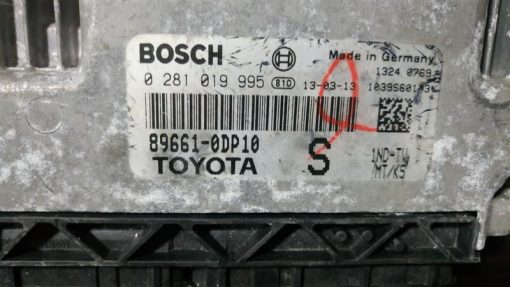 BOSCH
Made in Germany
1324 0769
0 281 019 995 810 13-03-13
89661-0DP10
TOYOTA
S
1ND-TV
MT/K5